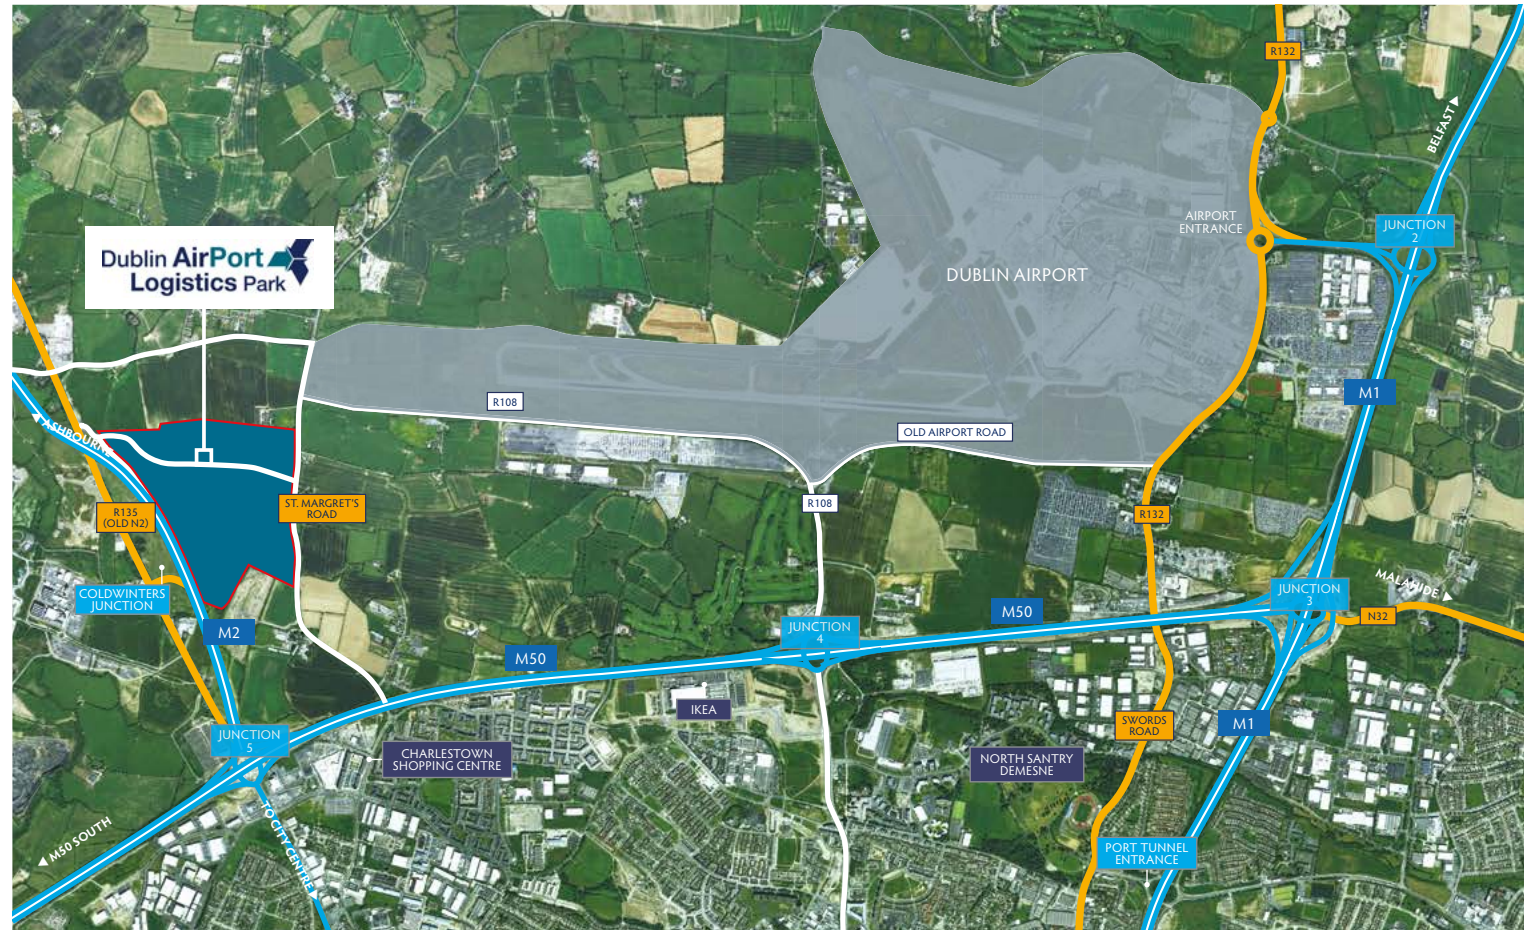 R132
BELFAST
AIRPORT
ENTRANCE
JUNCTION
2
Dublin AirPort
Logistics Park
DUBLIN AIRPORT
M1
R108
OLD AIRPORT ROAD
ASHBOURNE
R108
ST. MARGRET'S
ROAD
R135
(OLD N2)
R132
MALAHIDE
COLDWINTERS
JUNCTION
JUNCTION
3
M50
N32
M2
JUNCTION
4
M50
IKEA
SWORDS
ROAD
M1
JUNCTION
5
CHARLESTOWN
SHOPPING CENTRE
NORTH SANTRY
DEMESNE
M50 SOUTH
TO CITY CENTRE
PORT TUNNEL
ENTRANCE